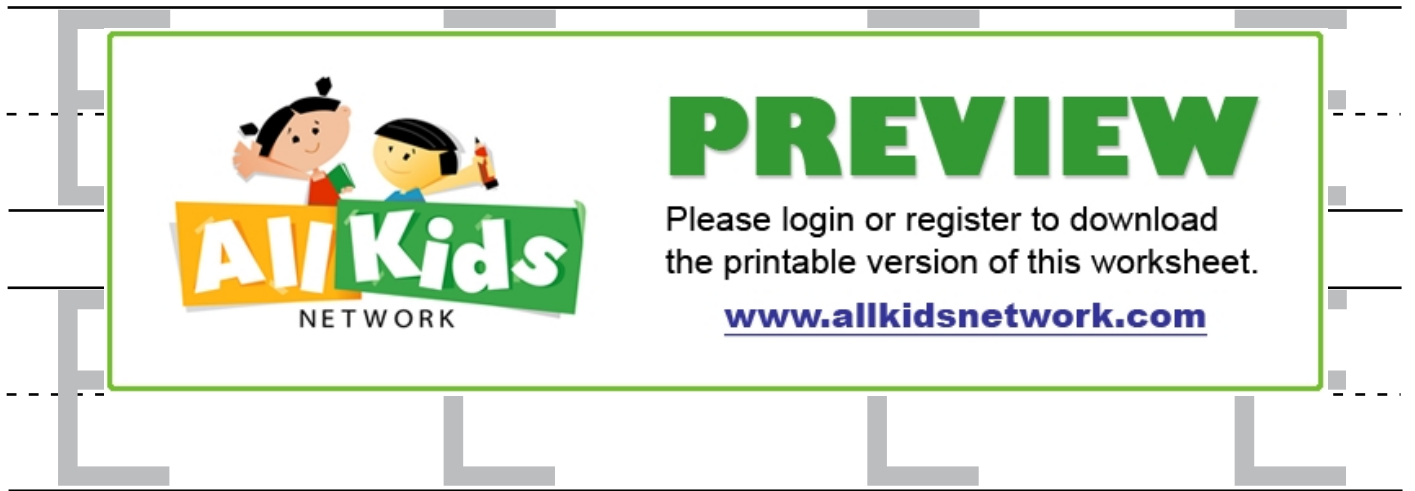 E E E E
All Kids
NETWORK
PREVIEW
Please login or register to download
the printable version of this worksheet.
www.allkidsnetwork.com
E E E E